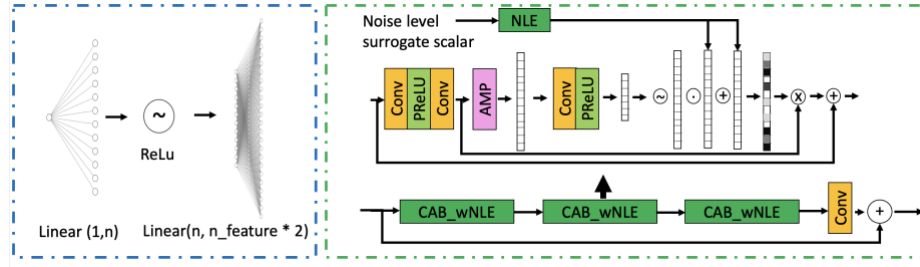 ~
ReLu
Linear (1,n)
Linear(n, n_feature * 2)
Noise level
surrogate scalar
NLE
Conv
PReLU
Conv
AMP
Conv
PReLU
~
·
+
x
+
CAB_wNLE
CAB_wNLE
CAB_wNLE
Conv
+